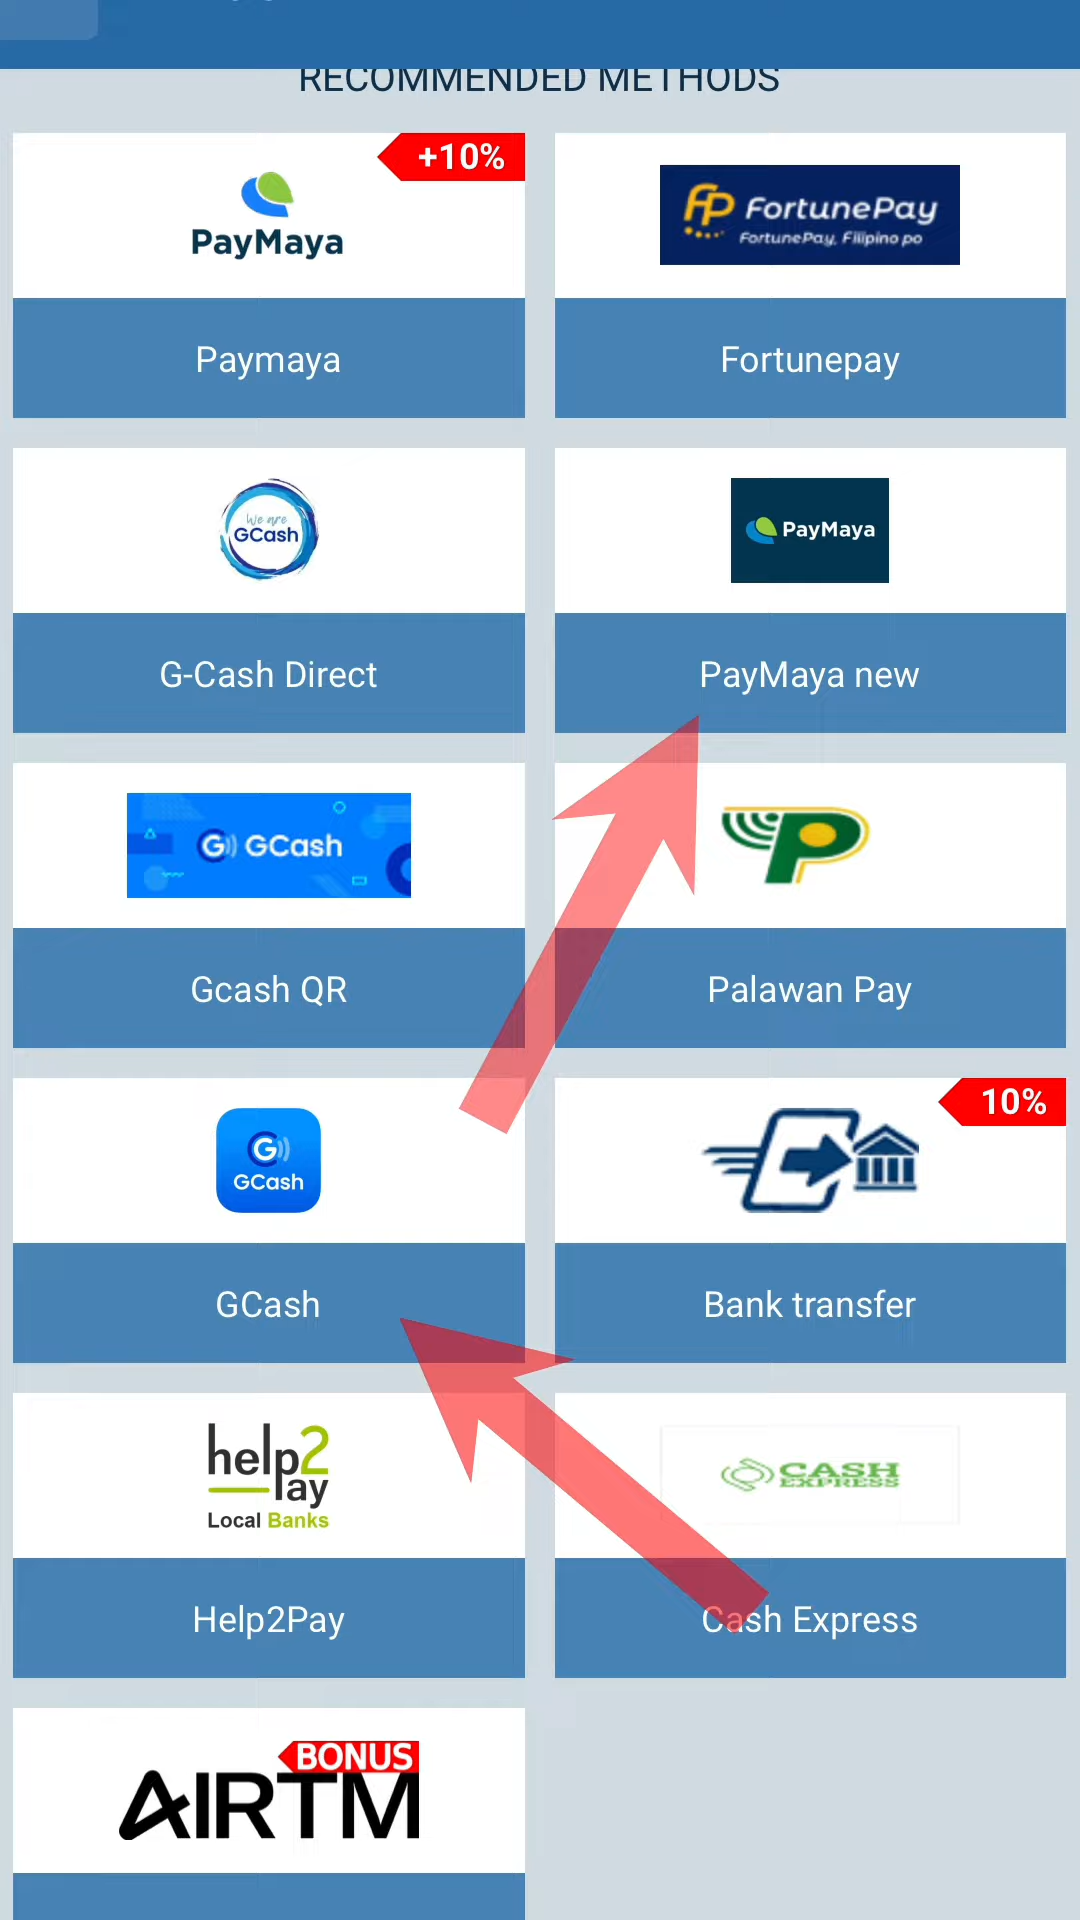 RECOMMENDED METHODS
+10%
PayMaya
FortunePay
FortunePay, Filipino po
Paymaya
Fortunepay
We are
GCash
PayMaya
G-Cash Direct
PayMaya new
GCash
P
Gcash QR
Palawan Pay
10%
G
GCash
GCash
Bank transfer
help2
Pay
Local Banks
CASH
EXPRESS
Help2Pay
Cash Express
BONUS
AIRTM